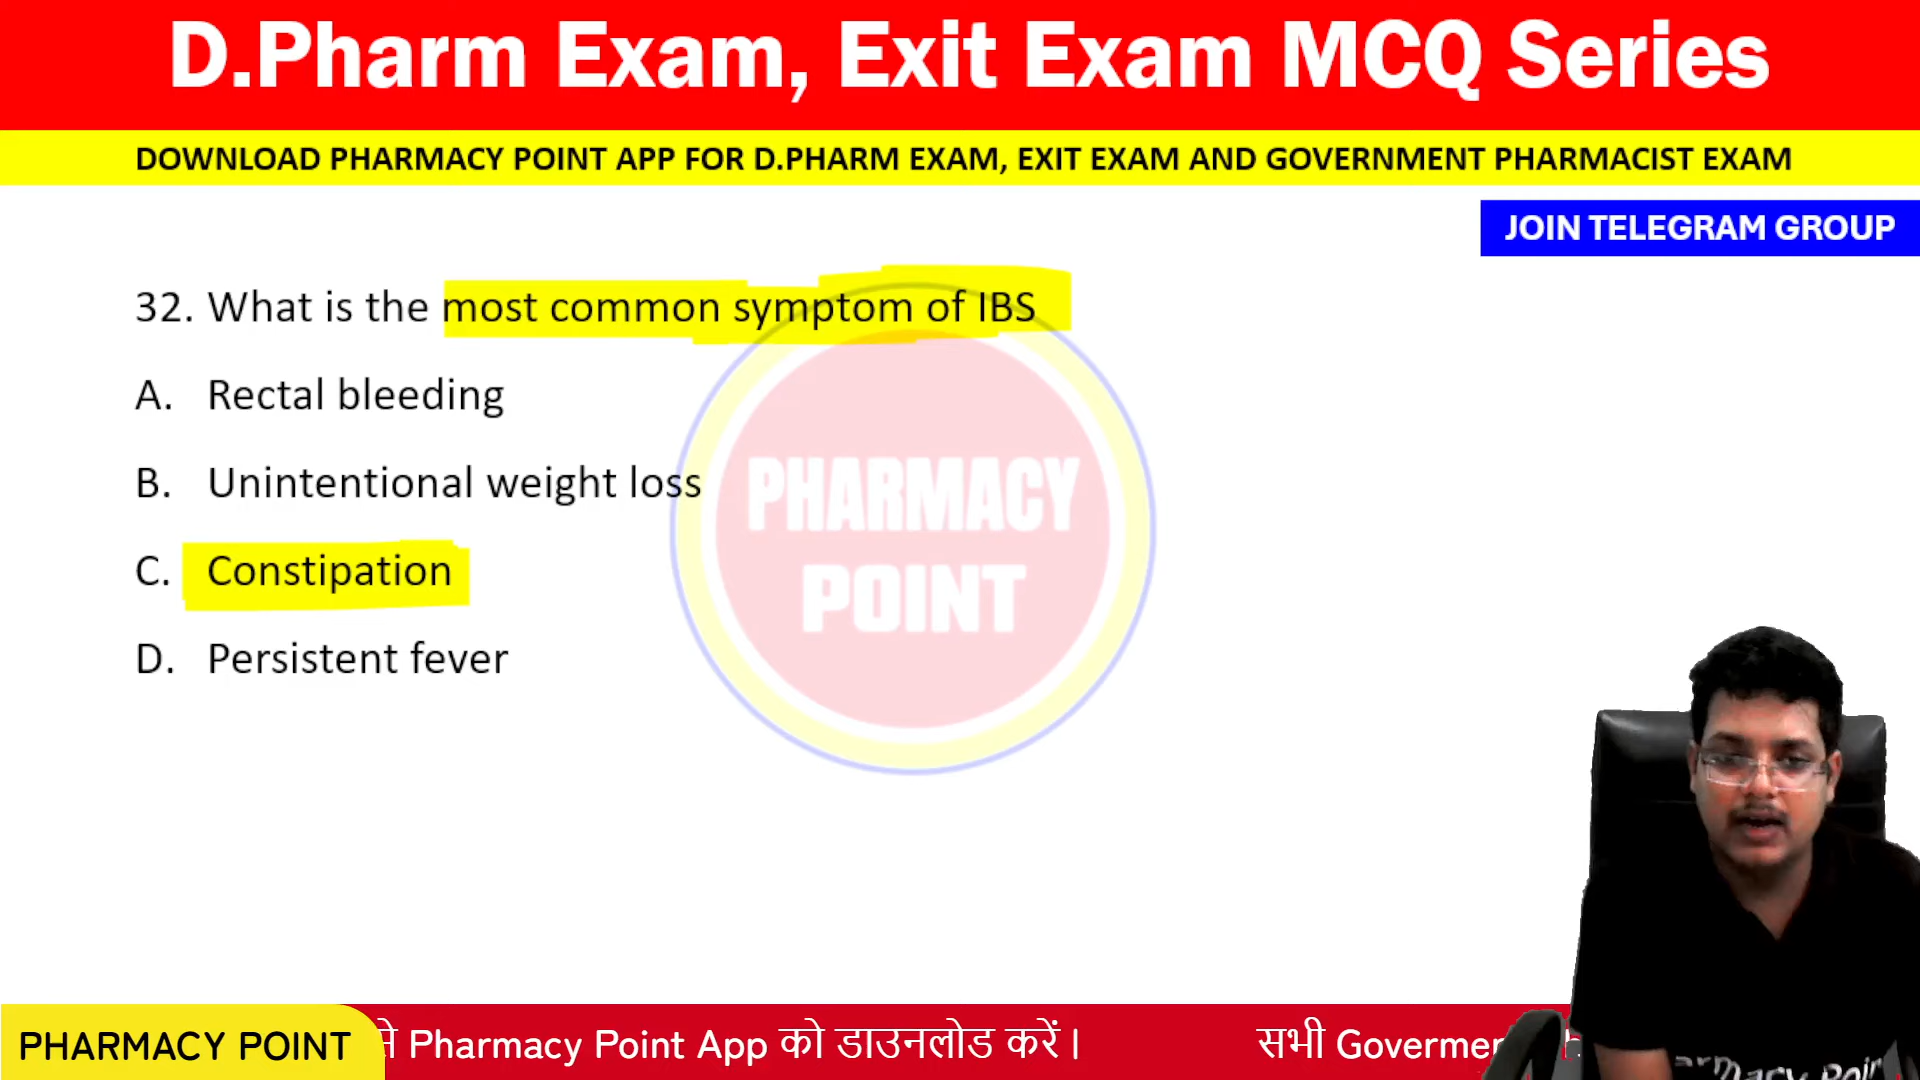 D.Pharm Exam, Exit Exam MCQ Series
DOWNLOAD PHARMACY POINT APP FOR D.PHARM EXAM, EXIT EXAM AND GOVERNMENT PHARMACIST EXAM
JOIN TELEGRAM GROUP
32. What is the most common symptom of IBS
A. Rectal bleeding
B. Unintentional weight loss
C. Constipation
D. Persistent fever
PHARMACY
POINT
PHARMACY POINT
Pharmacy Point App को डाउनलोड करें। सभी